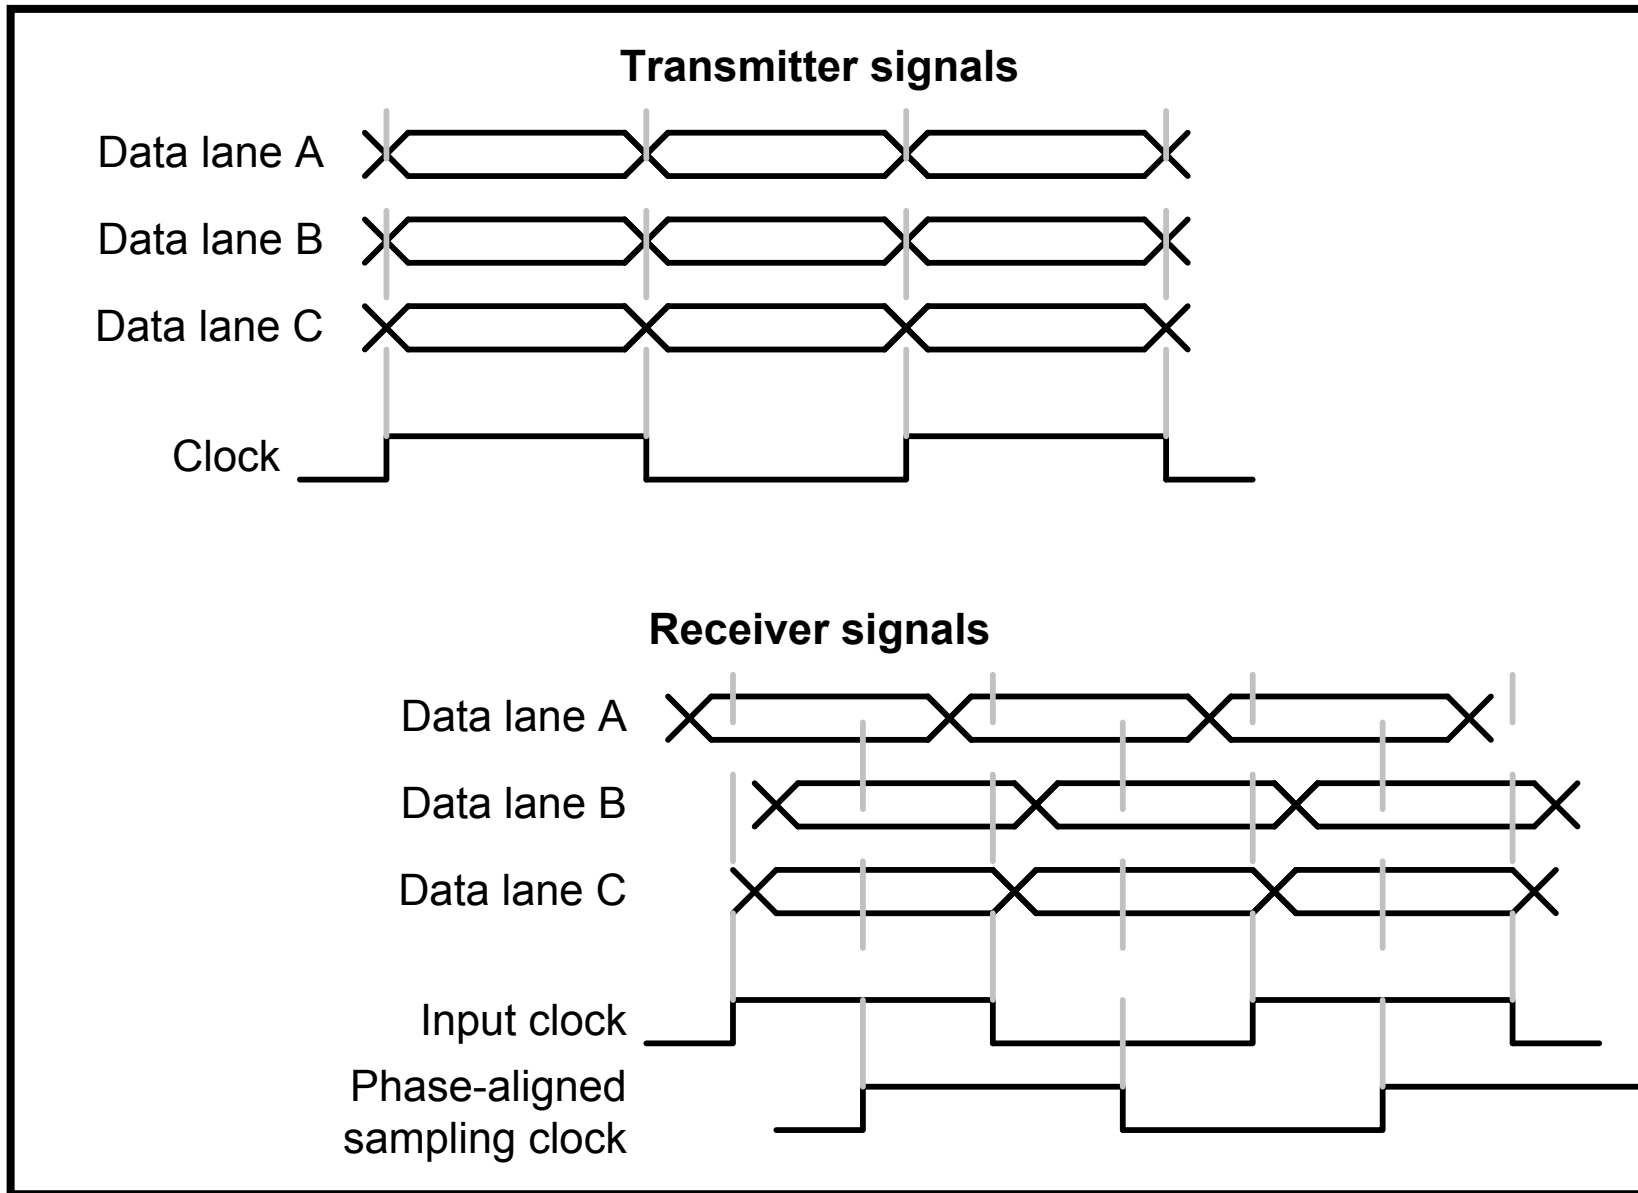 Transmitter signals
Data lane A
Data lane B
Data lane C
Clock
Receiver signals
Data lane A
Data lane B
Data lane C
Input clock
Phase-aligned
sampling clock